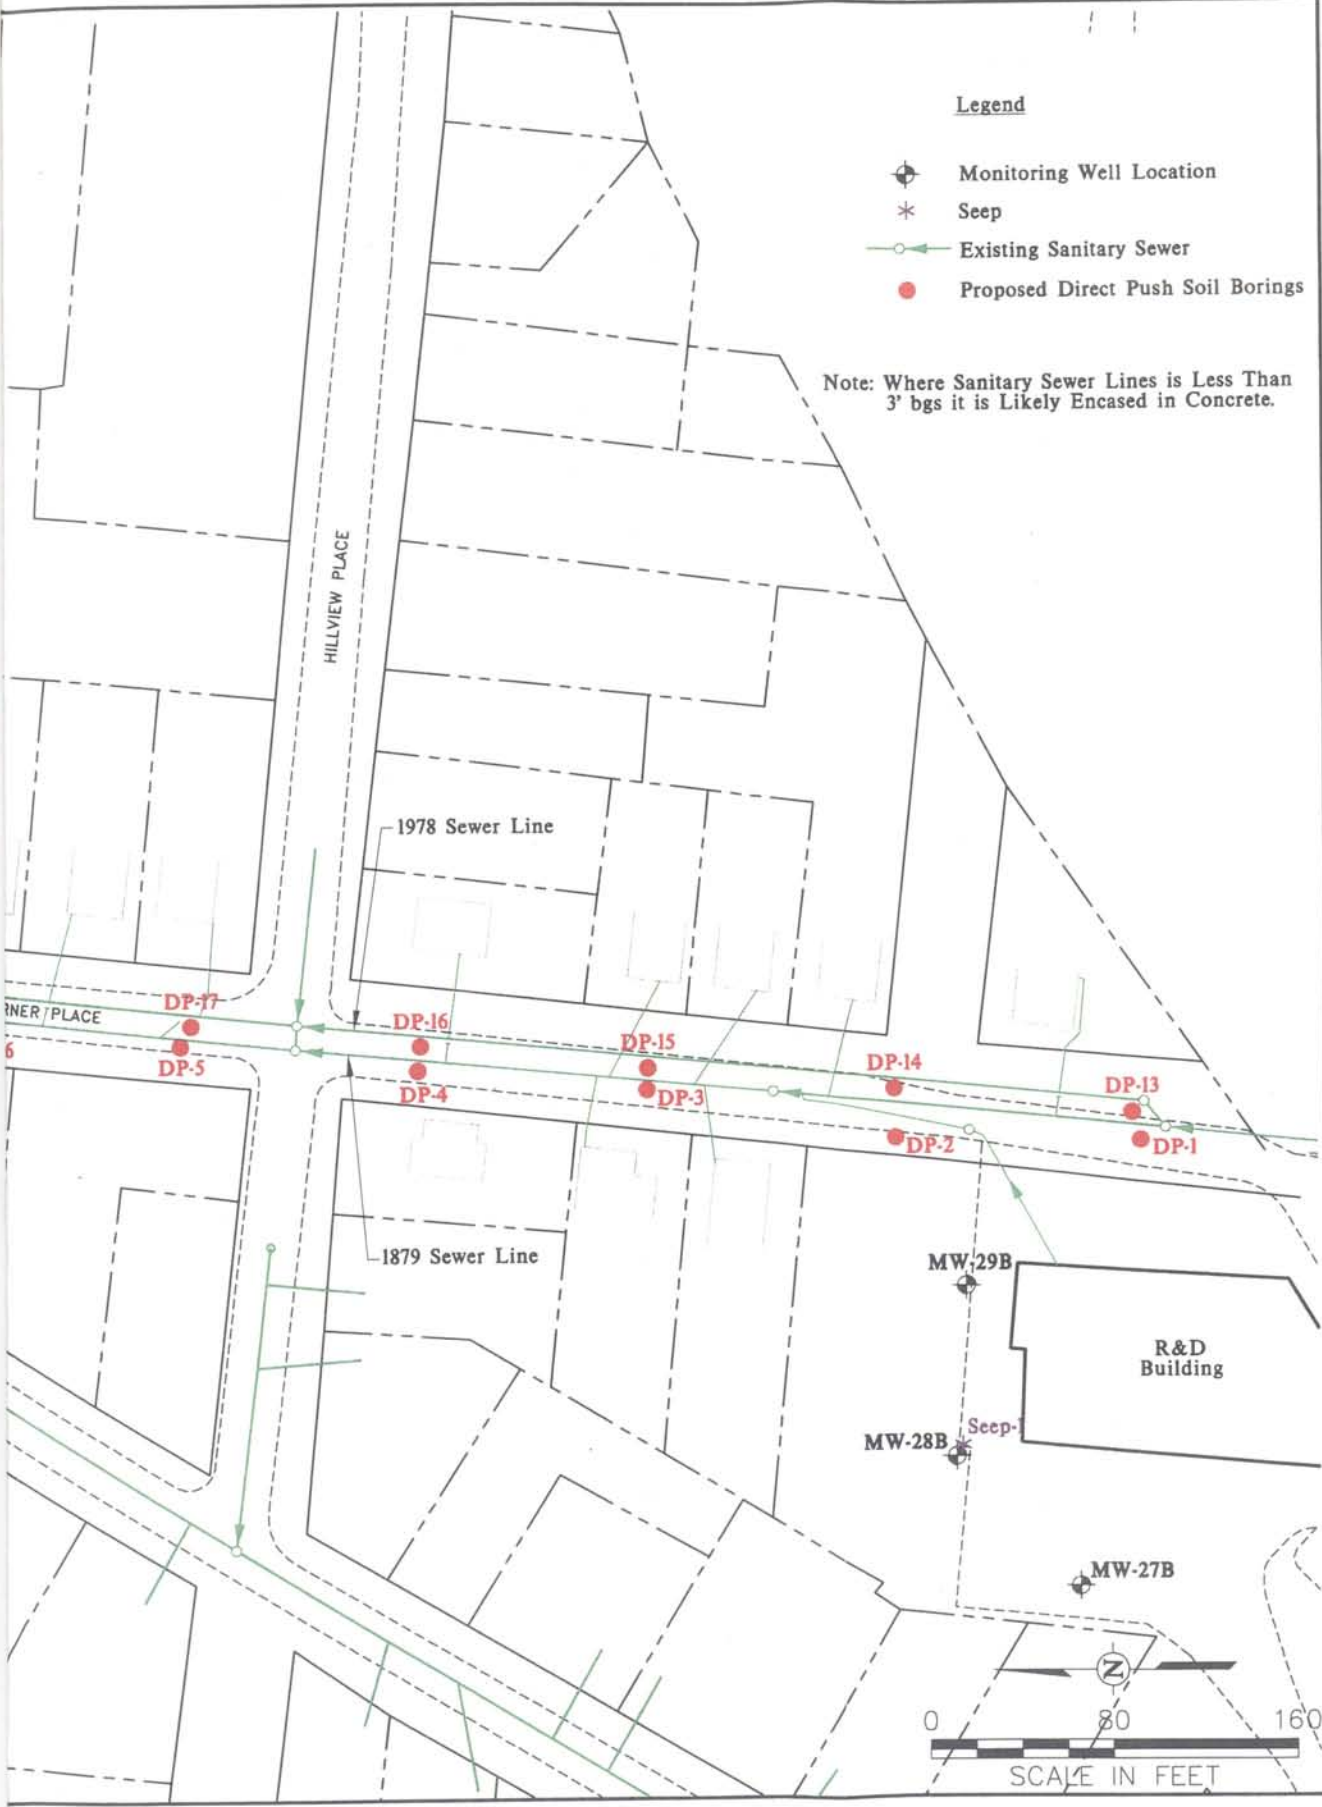 Legend
Monitoring Well Location
Seep
Existing Sanitary Sewer
Proposed Direct Push Soil Borings
Note: Where Sanitary Sewer Lines is Less Than
3' bgs it is Likely Encased in Concrete.
HILLVIEW PLACE
1978 Sewer Line
DP-17
RNER PLACE
DP-16
DP-15
DP-14
DP-13
6
DP-5
DP-4
DP-3
DP-2
DP-1
1879 Sewer Line
MW-29B
R&D
Building
Seep-1
MW-28B
MW-27B
N
0 80 160
SCALE IN FEET